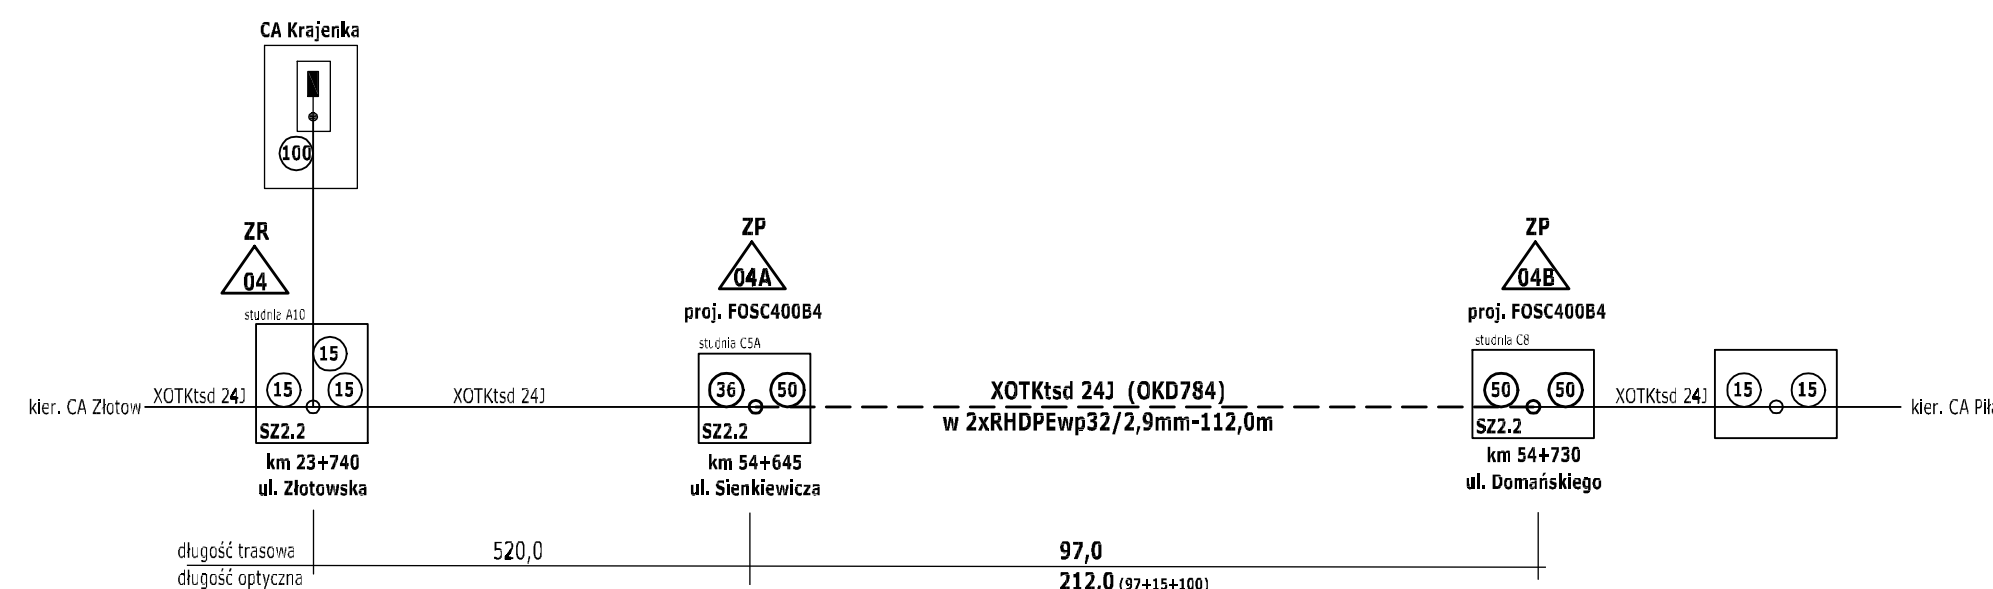 CA Krajenka
100
ZR
04
studnia A10
15
15
15
SZ2.2
km 23+740
ul. Złotowska
kier. CA Złotow
XOTKtsd 24J
XOTKtsd 24J
ZP
04A
proj. FOSC400B4
studnia C5A
36
50
SZ2.2
km 54+645
ul. Sienkiewicza
XOTKtsd 24J (OKD784)
w 2xRHDPEwp32/2,9mm-112,0m
ZP
04B
proj. FOSC400B4
studnia C8
50
50
SZ2.2
km 54+730
ul. Domańskiego
XOTKtsd 24J
15
15
kier. CA Piła
długość trasowa
520,0
97,0
długość optyczna
212,0 (97+15+100)